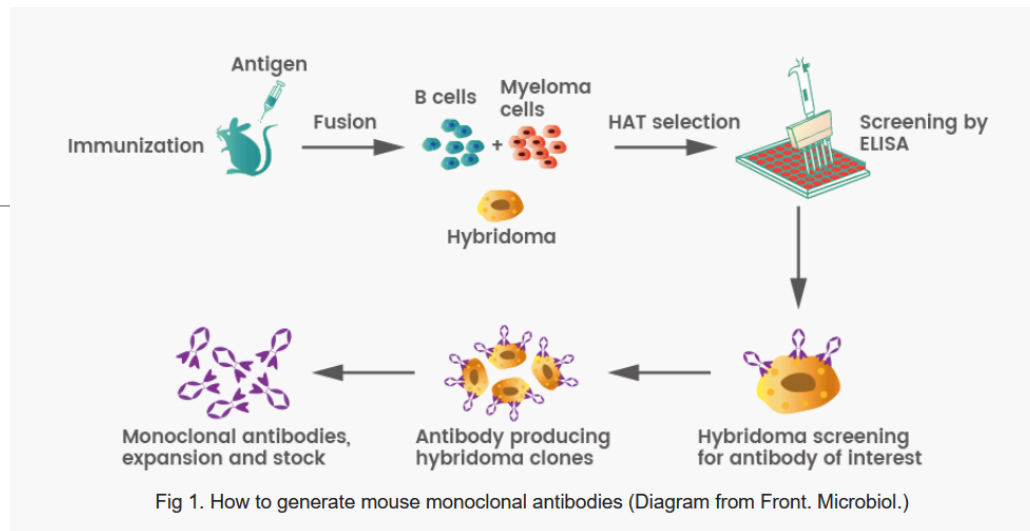 Antigen
Immunization
Fusion
B cells
Myeloma
cells
+
Hybridoma
HAT selection
Screening by
ELISA
Monoclonal antibodies,
expansion and stock
Antibody producing
hybridoma clones
Hybridoma screening
for antibody of interest
Fig 1. How to generate mouse monoclonal antibodies (Diagram from Front. Microbiol.)